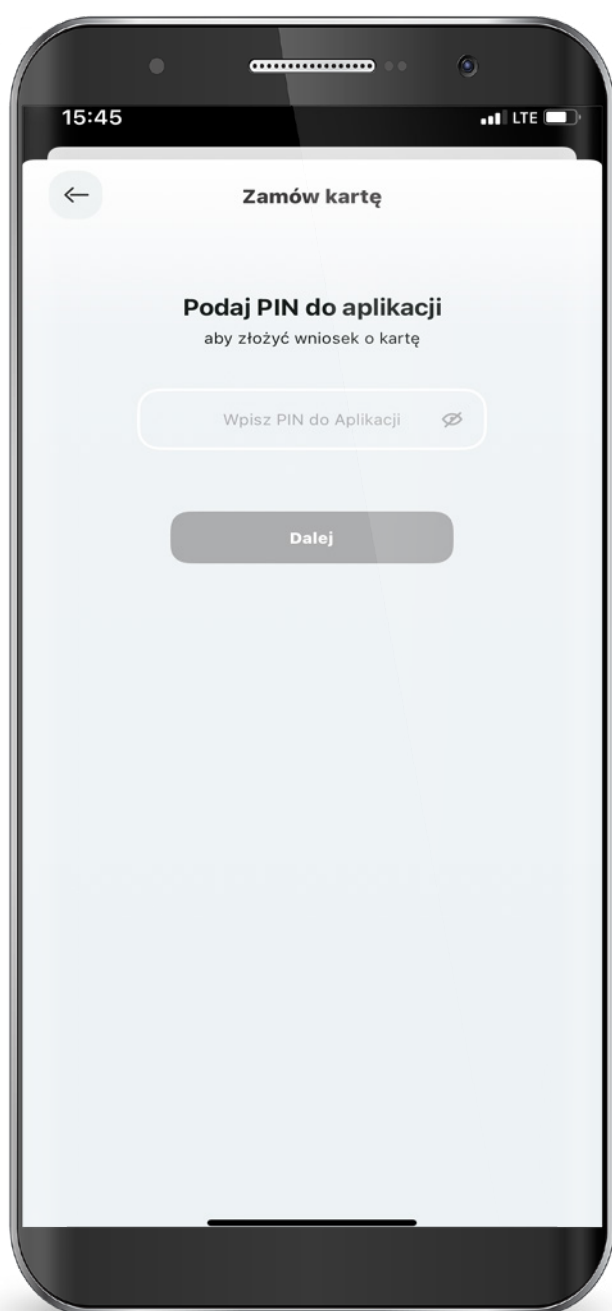 15:45
LTE
Zamów kartę
Podaj PIN do aplikacji
aby złożyć wniosek o kartę
Wpisz PIN do Aplikacji
Dalej